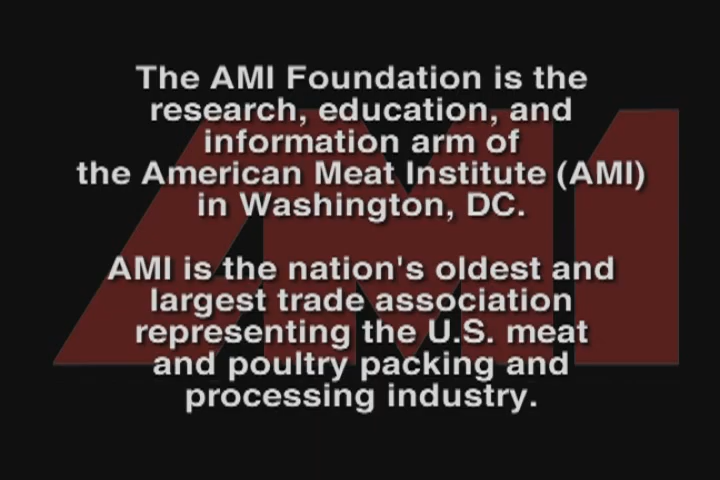 The AMI Foundation is the
research, education, and
information arm of
the American Meat Institute (AMI)
in Washington, DC.
AMI is the nation's oldest and
largest trade association
representing the U.S. meat
and poultry packing and
processing industry.
AMI